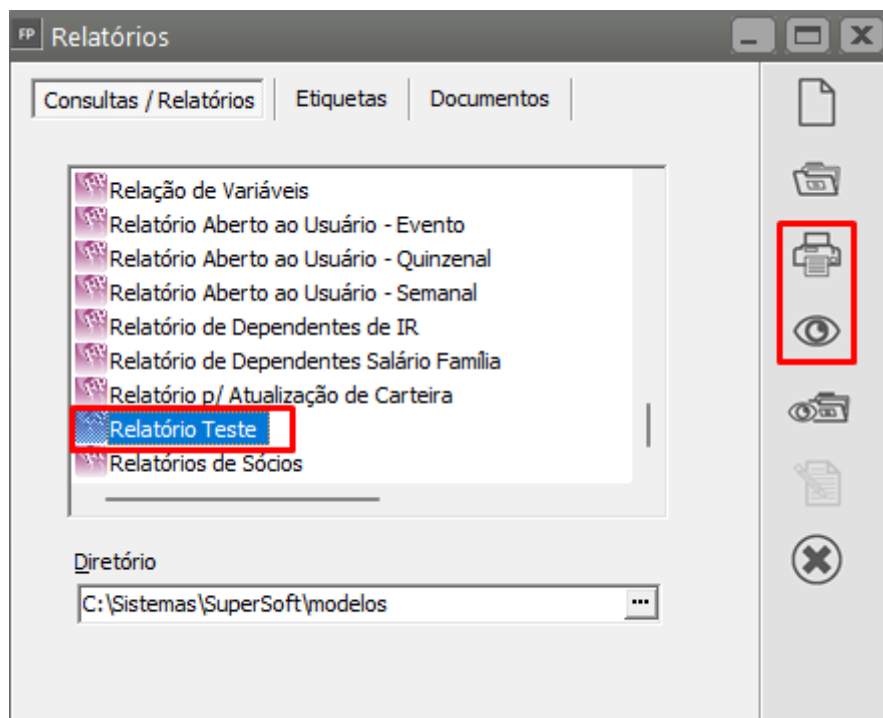 FP Relatórios
Consultas / Relatórios Etiquetas Documentos
Relação de Variáveis
Relatório Aberto ao Usuário - Evento
Relatório Aberto ao Usuário - Quinzenal
Relatório Aberto ao Usuário - Semanal
Relatório de Dependentes de IR
Relatório de Dependentes Salário Família
Relatório p/ Atualização de Carteira
Relatório Teste
Relatórios de Sócios
Diretório
C:\Sistemas\SuperSoft\modelos ...